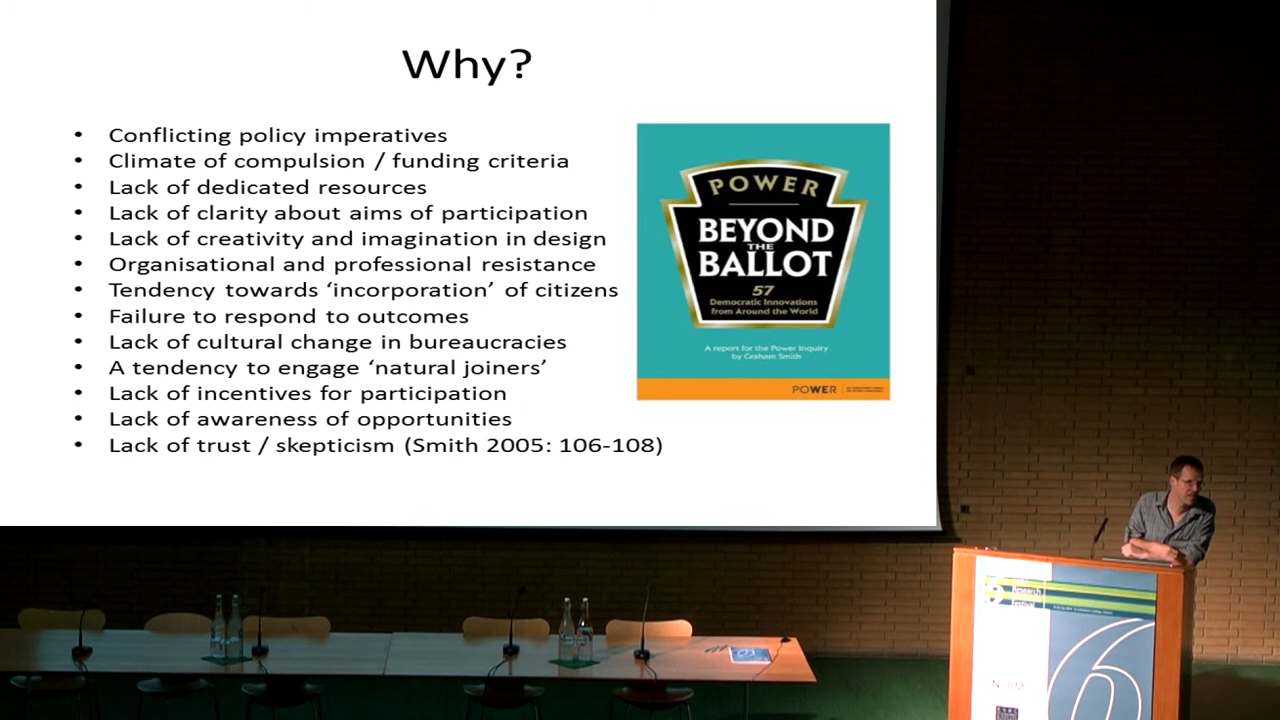 Why?
• Conflicting policy imperatives
• Climate of compulsion / funding criteria
• Lack of dedicated resources
• Lack of clarity about aims of participation
• Lack of creativity and imagination in design
• Organisational and professional resistance
• Tendency towards ‘incorporation’ of citizens
• Failure to respond to outcomes
• Lack of cultural change in bureaucracies
• A tendency to engage ‘natural joiners’
• Lack of incentives for participation
• Lack of awareness of opportunities
• Lack of trust / skepticism (Smith 2005: 106-108)
POWER
BEYOND
THE
BALLOT
57
Democratic Innovations
from Around the World
A report for the Power Inquiry
by Graham Smith
POWER
Research
Festival
6